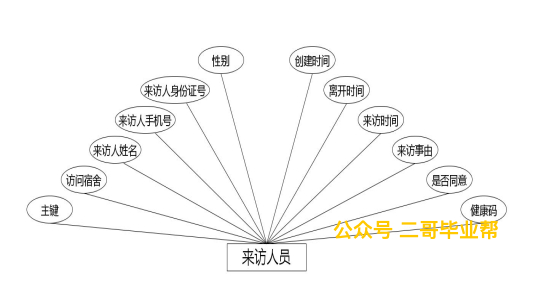 性别
创建时间
来访人身份证号
离开时间
来访人手机号
来访时间
来访人姓名
来访事由
访问宿舍
是否同意
主键
健康码
公众号 二哥毕业帮
来访人员